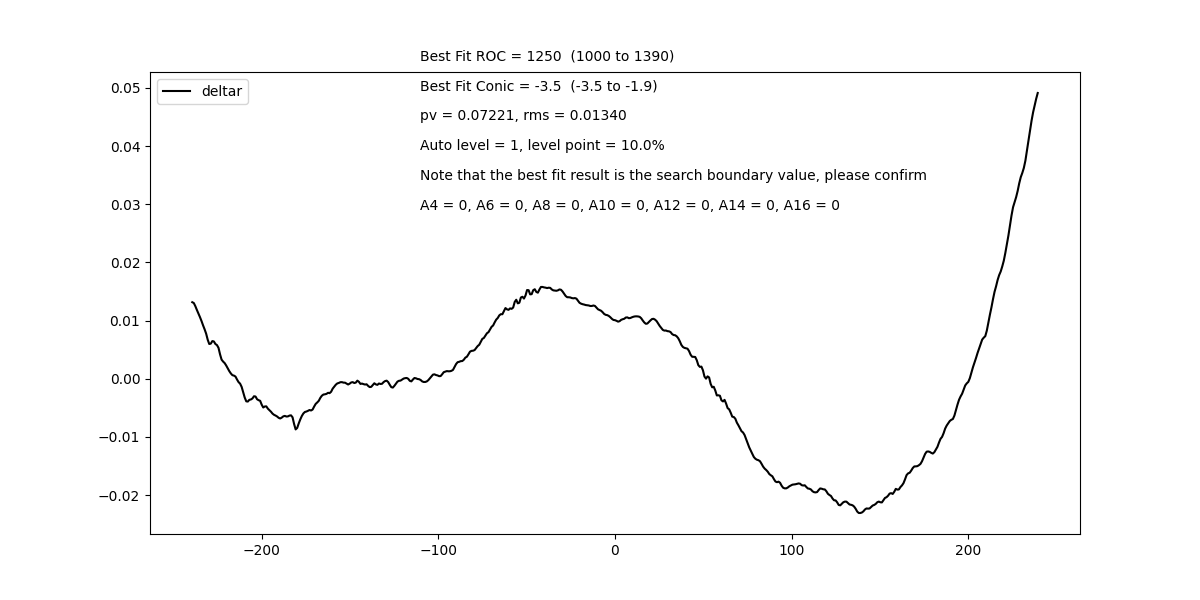 Best Fit ROC = 1250  (1000 to 1390)
Best Fit Conic = -3.5  (-3.5 to -1.9)
pv = 0.07221, rms = 0.01340
Auto level = 1, level point = 10.0%
Note that the best fit result is the search boundary value, please confirm
A4 = 0, A6 = 0, A8 = 0, A10 = 0, A12 = 0, A14 = 0, A16 = 0
deltar
0.05
0.04
0.03
0.02
0.01
0.00
−0.01
−0.02
−200 −100 0 100 200